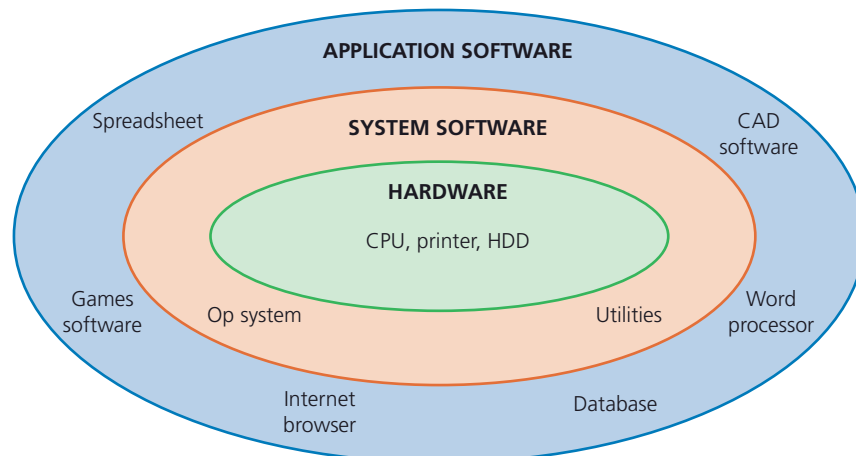 APPLICATION SOFTWARE
Spreadsheet
CAD
software
SYSTEM SOFTWARE
HARDWARE
CPU, printer, HDD
Games
software
Op system
Utilities
Word
processor
Internet
browser
Database